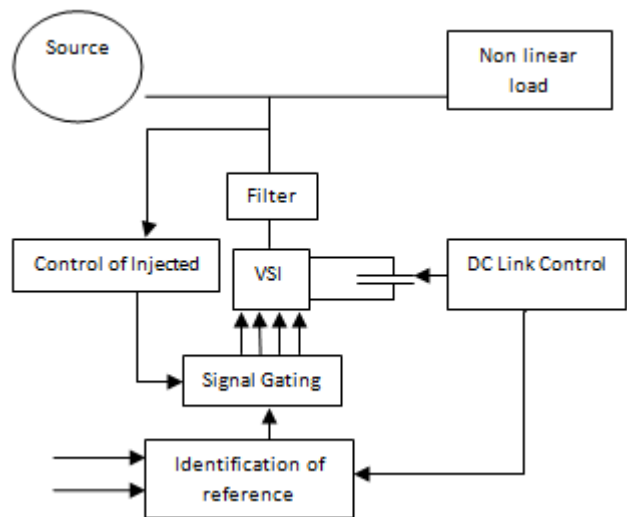 Source
Non linear
load
Filter
Control of Injected
VSI
DC Link Control
Signal Gating
Identification of
reference